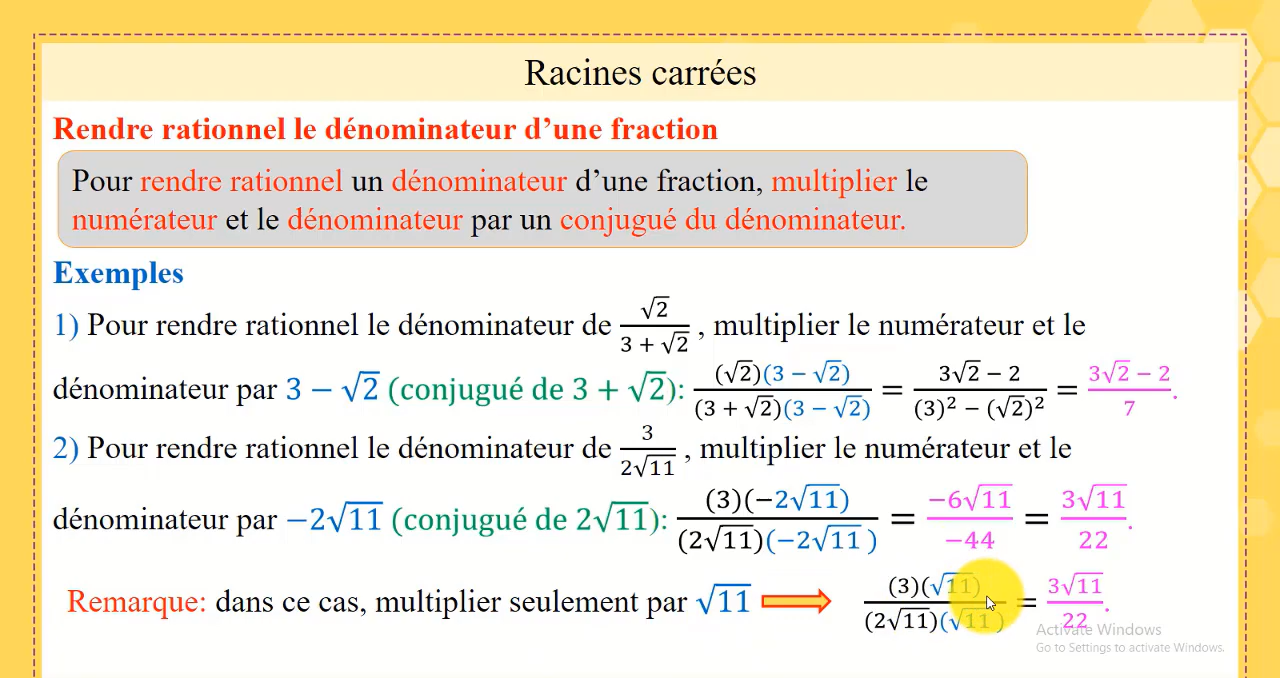 Racines carrées
Rendre rationnel le dénominateur d’une fraction
Pour rendre rationnel un dénominateur d’une fraction, multiplier le
numérateur et le dénominateur par un conjugué du dénominateur.
Exemples
1) Pour rendre rationnel le dénominateur de √2/(3 + √2) , multiplier le numérateur et le
dénominateur par 3 − √2 (conjugué de 3 + √2): (√2)(3 − √2)/(3 + √2)(3 − √2) = (3√2 − 2)/((3)² − (√2)²) = (3√2 − 2)/7.
2) Pour rendre rationnel le dénominateur de 3/(2√11) , multiplier le numérateur et le
dénominateur par −2√11 (conjugué de 2√11): (3)(−2√11)/(2√11)(−2√11 ) = −6√11/−44 = 3√11/22.
Remarque: dans ce cas, multiplier seulement par √11 (3)(√11)/(2√11)(√11 ) = 3√11/22.
Activate Windows
Go to Settings to activate Windows.